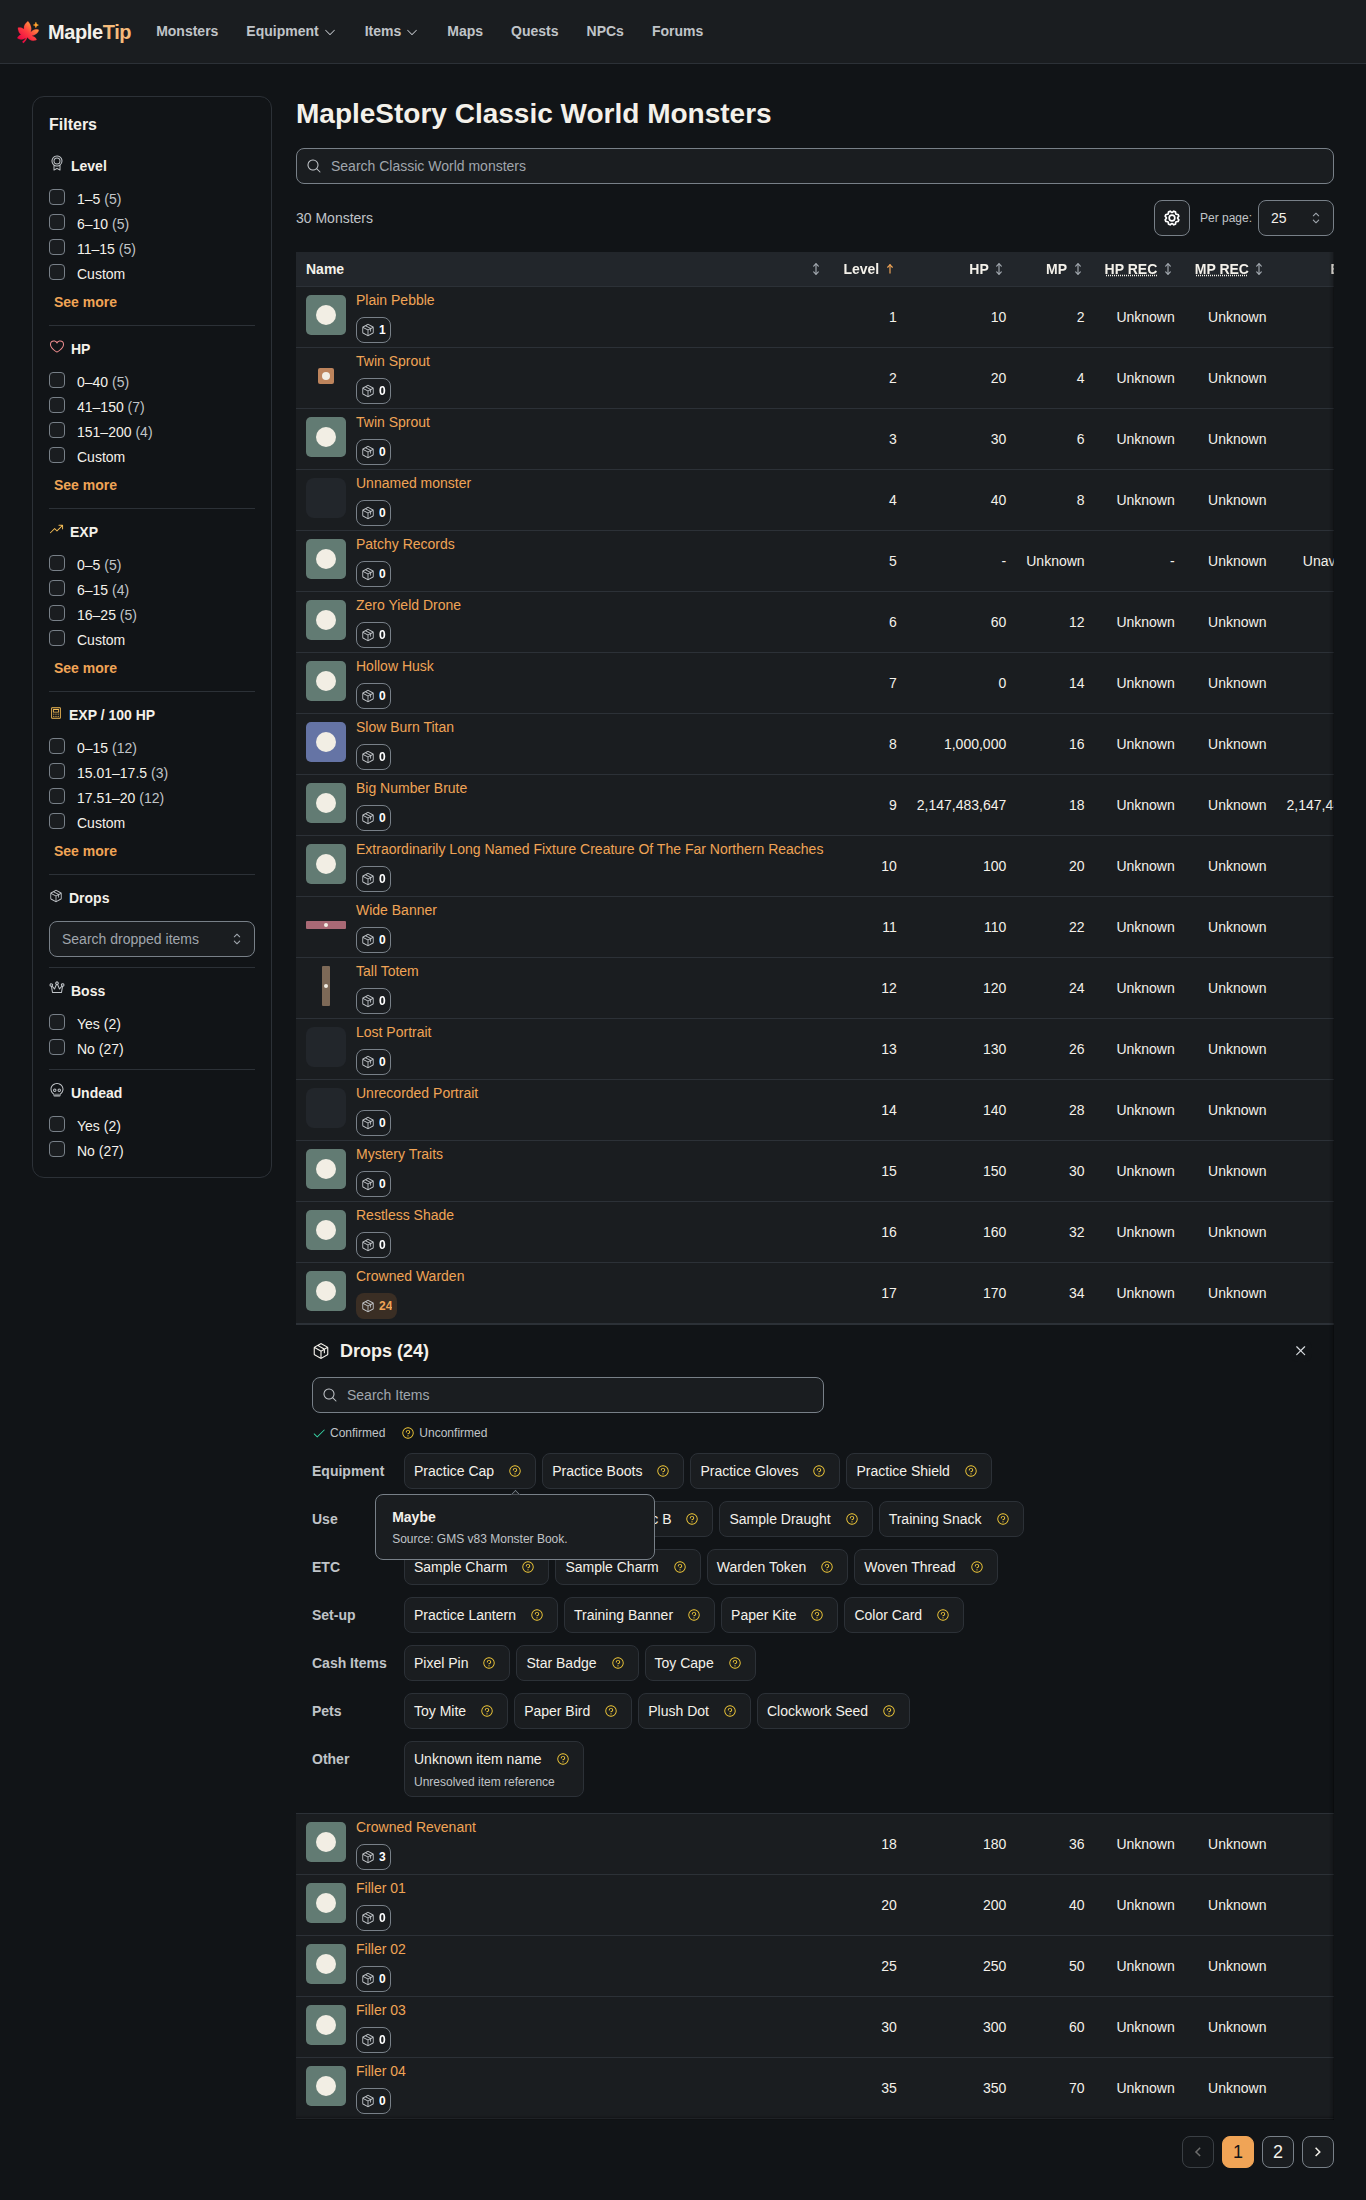 MapleTip Monsters Equipment Items Maps Quests NPCs Forums
Filters
Level
1–5 (5)
6–10 (5)
11–15 (5)
Custom
See more
HP
0–40 (5)
41–150 (7)
151–200 (4)
Custom
See more
EXP
0–5 (5)
6–15 (4)
16–25 (5)
Custom
See more
EXP / 100 HP
0–15 (12)
15.01–17.5 (3)
17.51–20 (12)
Custom
See more
Drops
Search dropped items
Boss
Yes (2)
No (27)
Undead
Yes (2)
No (27)
MapleStory Classic World Monsters
Search Classic World monsters
30 Monsters Per page: 25
Name Level HP MP HP REC MP REC
Plain Pebble
1 1 10 2 Unknown Unknown
Twin Sprout
0 2 20 4 Unknown Unknown
Twin Sprout
0 3 30 6 Unknown Unknown
Unnamed monster
0 4 40 8 Unknown Unknown
Patchy Records
0 5 - Unknown - Unknown Unav
Zero Yield Drone
0 6 60 12 Unknown Unknown
Hollow Husk
0 7 0 14 Unknown Unknown
Slow Burn Titan
0 8 1,000,000 16 Unknown Unknown
Big Number Brute
0 9 2,147,483,647 18 Unknown Unknown 2,147,4
Extraordinarily Long Named Fixture Creature Of The Far Northern Reaches
0 10 100 20 Unknown Unknown
Wide Banner
0 11 110 22 Unknown Unknown
Tall Totem
0 12 120 24 Unknown Unknown
Lost Portrait
0 13 130 26 Unknown Unknown
Unrecorded Portrait
0 14 140 28 Unknown Unknown
Mystery Traits
0 15 150 30 Unknown Unknown
Restless Shade
0 16 160 32 Unknown Unknown
Crowned Warden
24 17 170 34 Unknown Unknown
Drops (24)
Search Items
Confirmed Unconfirmed
Equipment Practice Cap Practice Boots Practice Gloves Practice Shield
Use c B Sample Draught Training Snack
Maybe
Source: GMS v83 Monster Book.
ETC Sample Charm Sample Charm Warden Token Woven Thread
Set-up Practice Lantern Training Banner Paper Kite Color Card
Cash Items Pixel Pin Star Badge Toy Cape
Pets Toy Mite Paper Bird Plush Dot Clockwork Seed
Other Unknown item name
Unresolved item reference
Crowned Revenant
3 18 180 36 Unknown Unknown
Filler 01
0 20 200 40 Unknown Unknown
Filler 02
0 25 250 50 Unknown Unknown
Filler 03
0 30 300 60 Unknown Unknown
Filler 04
0 35 350 70 Unknown Unknown
1 2